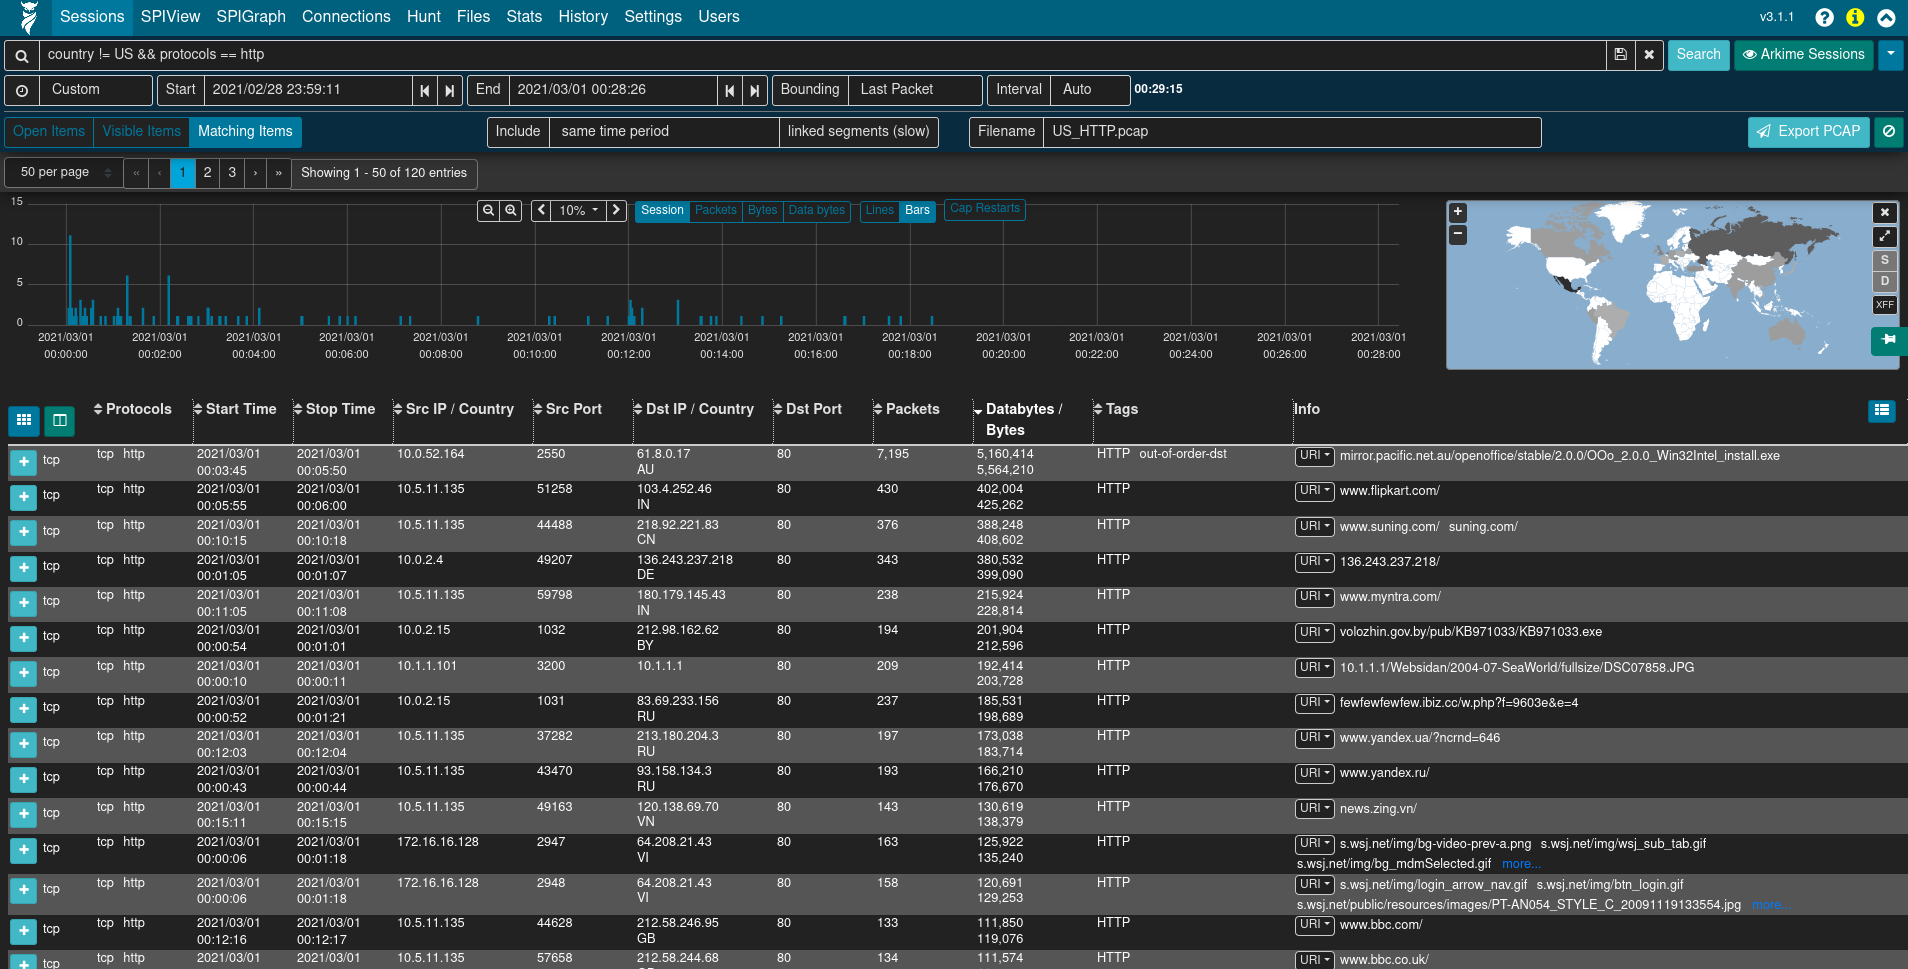 Sessions SPIView SPIGraph Connections Hunt Files Stats History Settings Users v3.1.1
country != US && protocols == http Search Arkime Sessions
Custom Start 2021/02/28 23:59:11 End 2021/03/01 00:28:26 Bounding Last Packet Interval Auto 00:29:15
Open Items Visible Items Matching Items Include same time period linked segments (slow) Filename US_HTTP.pcap Export PCAP
50 per page « ‹ 1 2 3 › » Showing 1 - 50 of 120 entries
15 10% Session Packets Bytes Data bytes Lines Bars Cap Restarts
10
5
0
2021/03/01 2021/03/01 2021/03/01 2021/03/01 2021/03/01 2021/03/01 2021/03/01 2021/03/01 2021/03/01 2021/03/01 2021/03/01 2021/03/01 2021/03/01 2021/03/01 2021/03/01
00:00:00 00:02:00 00:04:00 00:06:00 00:08:00 00:10:00 00:12:00 00:14:00 00:16:00 00:18:00 00:20:00 00:22:00 00:24:00 00:26:00 00:28:00
+
−
S
D
XFF
Protocols Start Time Stop Time Src IP / Country Src Port Dst IP / Country Dst Port Packets Databytes / Tags Info
Bytes
tcp tcp http 2021/03/01 2021/03/01 10.0.52.164 2550 61.8.0.17 80 7,195 5,160,414 HTTP out-of-order-dst URI mirror.pacific.net.au/openoffice/stable/2.0.0/OOo_2.0.0_Win32Intel_install.exe
00:03:45 00:05:50 AU 5,564,210
tcp tcp http 2021/03/01 2021/03/01 10.5.11.135 51258 103.4.252.46 80 430 402,004 HTTP URI www.flipkart.com/
00:05:55 00:06:00 IN 425,262
tcp tcp http 2021/03/01 2021/03/01 10.5.11.135 44488 218.92.221.83 80 376 388,248 HTTP URI www.suning.com/ suning.com/
00:10:15 00:10:18 CN 408,602
tcp tcp http 2021/03/01 2021/03/01 10.0.2.4 49207 136.243.237.218 80 343 380,532 HTTP URI 136.243.237.218/
00:01:05 00:01:07 DE 399,090
tcp tcp http 2021/03/01 2021/03/01 10.5.11.135 59798 180.179.145.43 80 238 215,924 HTTP URI www.myntra.com/
00:11:05 00:11:08 IN 228,814
tcp tcp http 2021/03/01 2021/03/01 10.0.2.15 1032 212.98.162.62 80 194 201,904 HTTP URI volozhin.gov.by/pub/KB971033/KB971033.exe
00:00:54 00:01:01 BY 212,596
tcp tcp http 2021/03/01 2021/03/01 10.1.1.101 3200 10.1.1.1 80 209 192,414 HTTP URI 10.1.1.1/Websidan/2004-07-SeaWorld/fullsize/DSC07858.JPG
00:00:10 00:00:11 203,728
tcp tcp http 2021/03/01 2021/03/01 10.0.2.15 1031 83.69.233.156 80 237 185,531 HTTP URI fewfewfewfew.ibiz.cc/w.php?f=9603e&e=4
00:00:52 00:01:21 RU 198,689
tcp tcp http 2021/03/01 2021/03/01 10.5.11.135 37282 213.180.204.3 80 197 173,038 HTTP URI www.yandex.ua/?ncrnd=646
00:12:03 00:12:04 RU 183,714
tcp tcp http 2021/03/01 2021/03/01 10.5.11.135 43470 93.158.134.3 80 193 166,210 HTTP URI www.yandex.ru/
00:00:43 00:00:44 RU 176,670
tcp tcp http 2021/03/01 2021/03/01 10.5.11.135 49163 120.138.69.70 80 143 130,619 HTTP URI news.zing.vn/
00:15:11 00:15:15 VN 138,379
tcp tcp http 2021/03/01 2021/03/01 172.16.16.128 2947 64.208.21.43 80 163 125,922 HTTP URI s.wsj.net/img/bg-video-prev-a.png s.wsj.net/img/wsj_sub_tab.gif
00:00:06 00:01:18 VI 135,240 s.wsj.net/img/bg_mdmSelected.gif more...
tcp tcp http 2021/03/01 2021/03/01 172.16.16.128 2948 64.208.21.43 80 158 120,691 HTTP URI s.wsj.net/img/login_arrow_nav.gif s.wsj.net/img/btn_login.gif
00:00:06 00:01:18 VI 129,253 s.wsj.net/public/resources/images/PT-AN054_STYLE_C_20091119133554.jpg more...
tcp tcp http 2021/03/01 2021/03/01 10.5.11.135 44628 212.58.246.95 80 133 111,850 HTTP URI www.bbc.com/
00:12:16 00:12:17 GB 119,076
tcp tcp http 2021/03/01 2021/03/01 10.5.11.135 57658 212.58.244.68 80 134 111,574 HTTP URI www.bbc.co.uk/